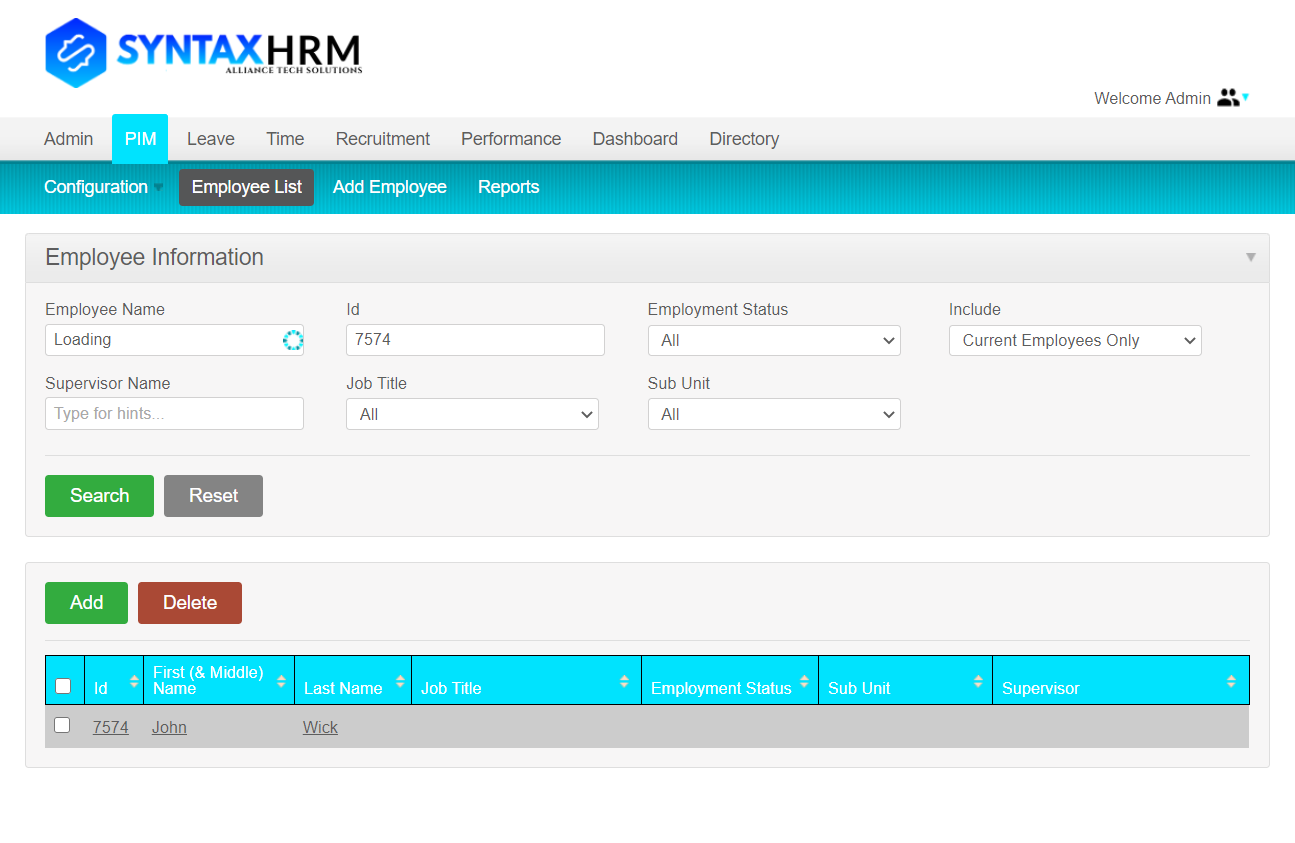 SYNTAXHRM
ALLIANCE TECH SOLUTIONS
Welcome Admin
Admin PIM Leave Time Recruitment Performance Dashboard Directory
Configuration Employee List Add Employee Reports
Employee Information
Employee Name Id Employment Status Include
Loading 7574 All Current Employees Only
Supervisor Name Job Title Sub Unit
Type for hints... All All
Search Reset
Add Delete
Id First (& Middle) Name Last Name Job Title Employment Status Sub Unit Supervisor
7574 John Wick